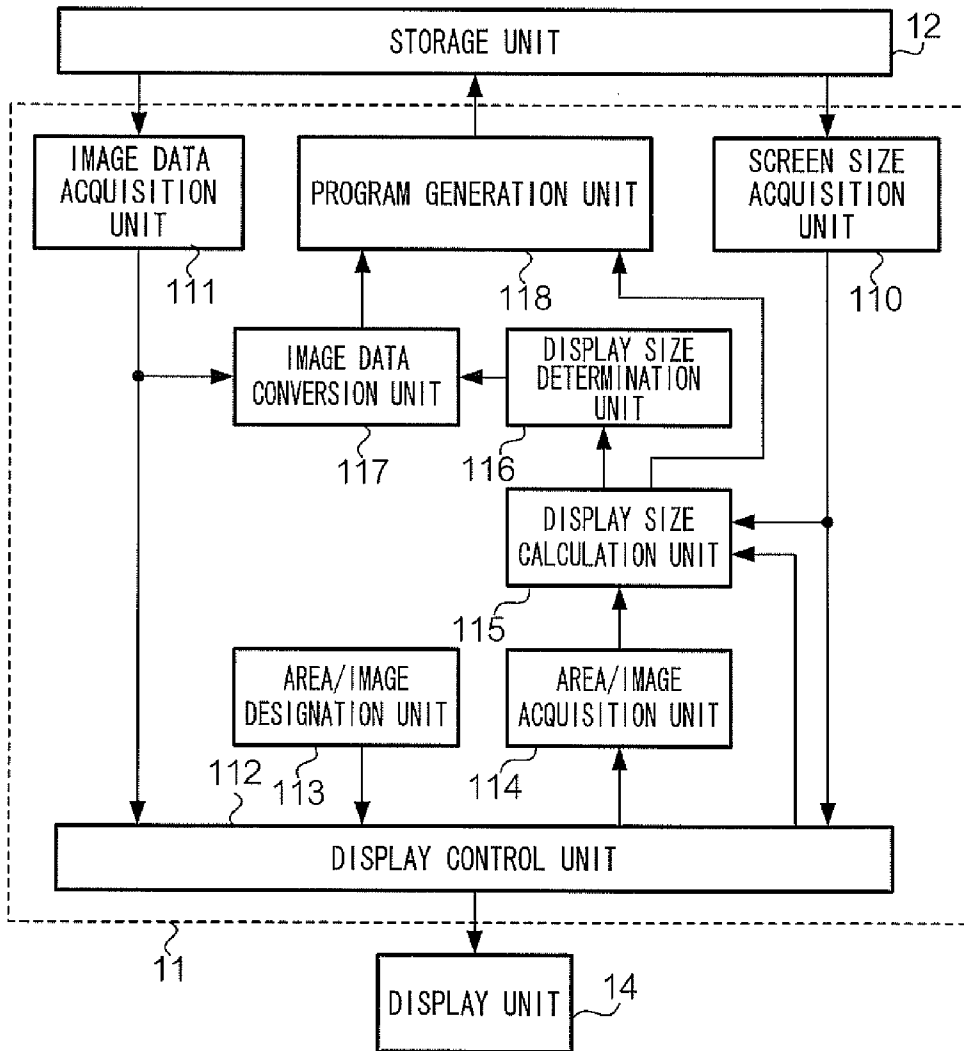 STORAGE UNIT
12
IMAGE DATA
ACQUISITION
UNIT
111
PROGRAM GENERATION UNIT
118
SCREEN SIZE
ACQUISITION
UNIT
110
IMAGE DATA
CONVERSION UNIT
117
DISPLAY SIZE
DETERMINATION
UNIT
116
DISPLAY SIZE
CALCULATION UNIT
115
AREA/IMAGE
DESIGNATION UNIT
113
AREA/IMAGE
ACQUISITION UNIT
114
112
DISPLAY CONTROL UNIT
11
DISPLAY UNIT
14